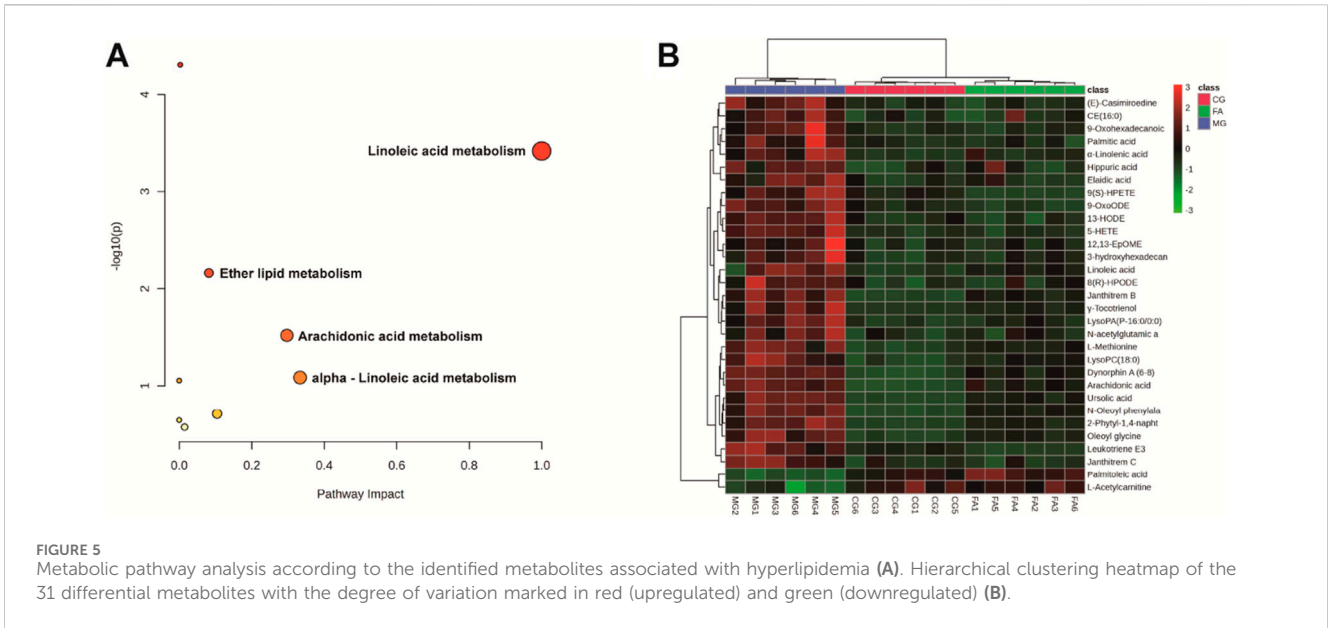 A
4
3
2
1
-log10(p)
Linoleic acid metabolism
Ether lipid metabolism
Arachidonic acid metabolism
alpha - Linoleic acid metabolism
0.0 0.2 0.4 0.6 0.8 1.0
Pathway Impact
B
class
(E)-Casimiroedine
CE(16:0)
9-Oxohexadecanoic
Palmitic acid
α-Linolenic acid
Hippuric acid
Elaidic acid
9(S)-HPETE
9-OxoODE
13-HODE
5-HETE
12,13-EpOME
3-hydroxyhexadecan
Linoleic acid
8(R)-HPODE
Janthitrem B
γ-Tocotrienol
LysoPA(P-16:0/0:0)
N-acetylglutamic a
L-Methionine
LysoPC(18:0)
Dynorphin A (6-8)
Arachidonic acid
Ursolic acid
N-Oleoyl phenylala
2-Phytyl-1,4-napht
Oleoyl glycine
Leukotriene E3
Janthitrem C
Palmitoleic acid
L-Acetylcarnitine
MG2 MG1 MG3 MG6 MG4 MG5 CG6 CG3 CG4 CG1 CG2 CG5 FA1 FA5 FA4 FA2 FA3 FA6
3
2
1
0
-1
-2
-3
class
CG
FA
MG
FIGURE 5
Metabolic pathway analysis according to the identified metabolites associated with hyperlipidemia (A). Hierarchical clustering heatmap of the
31 differential metabolites with the degree of variation marked in red (upregulated) and green (downregulated) (B).